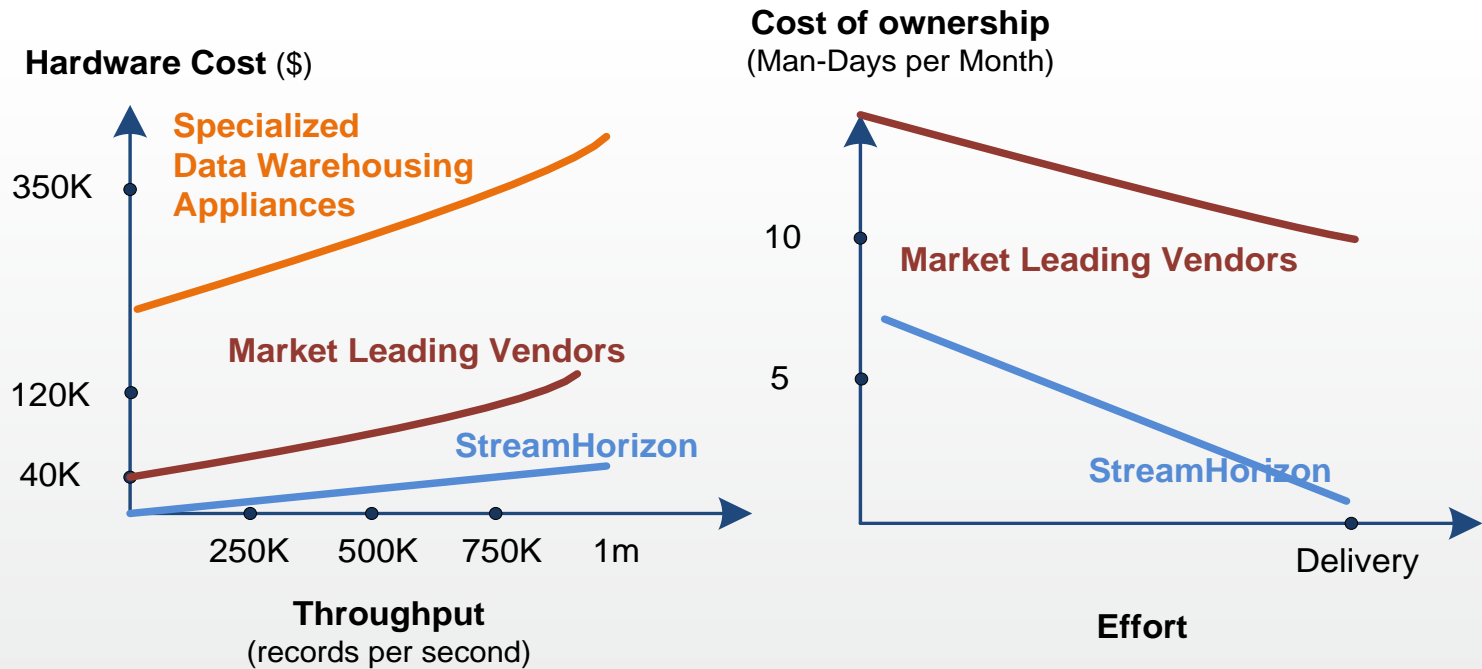 Hardware Cost ($)
Specialized
Data Warehousing
Appliances
350K
Market Leading Vendors
120K
StreamHorizon
40K
250K 500K 750K 1m
Throughput
(records per second)
Cost of ownership
(Man-Days per Month)
10
Market Leading Vendors
5
StreamHorizon
Delivery
Effort